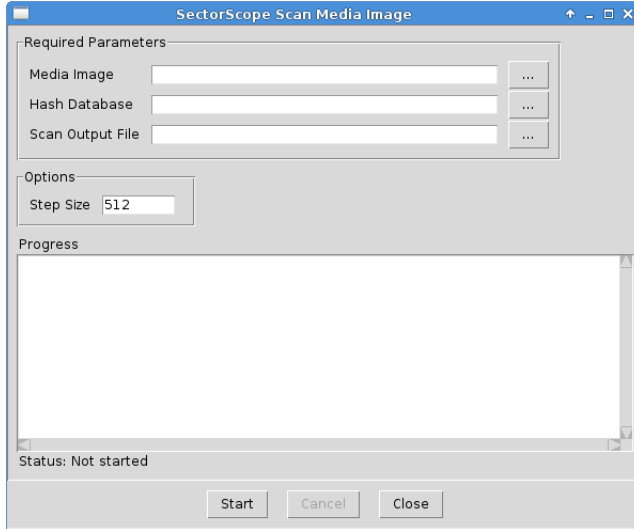 SectorScope Scan Media Image
Required Parameters
Media Image ...
Hash Database ...
Scan Output File ...
Options
Step Size 512
Progress
Status: Not started
Start Cancel Close